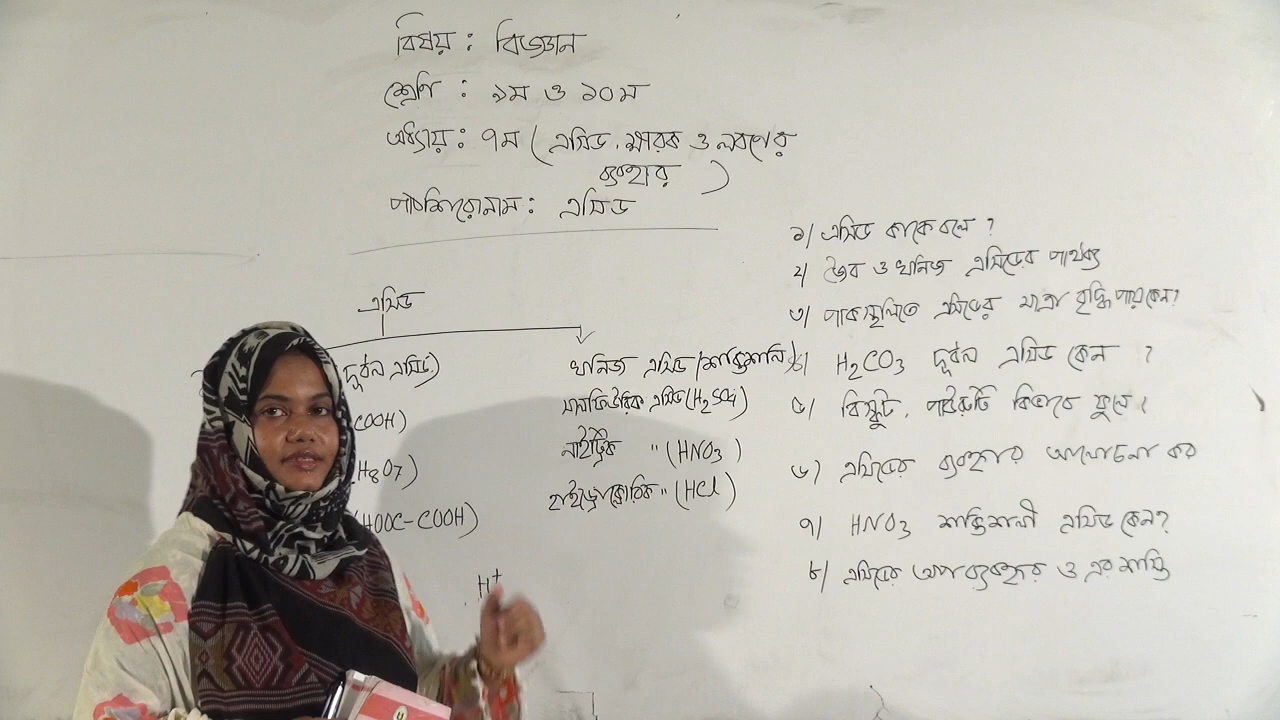 বিষয় : বিজ্ঞান
শ্রেণি : ৯ম ও ১০ম
অধ্যায় : ৭ম ( এসিড, ক্ষারক ও লবণের
ব্যবহার )
পাঠশিরোনাম : এসিড
এসিড
দূর্বল এসিড)
COOH)
H8O7)
(HOOC-COOH)
খনিজ এসিড (শক্তিশালী)
সালফিউরিক এসিড (H2SO4)
নাইট্রিক " (HNO3)
হাইড্রোক্লোরিক " (HCl)
H+
১/ এসিড কাকে বলে ?
২/ জৈব ও খনিজ এসিডের পার্থক্য
৩/ পাকস্থলিতে এসিডের মাত্রা বৃদ্ধি পায় কেন?
৪/ H2CO3 দূর্বল এসিড কেন ?
৫/ বিস্কুট, পাউরুটি কিভাবে ফুলে ?
৬/ এসিডের ব্যবহার আলোচনা কর
৭/ HNO3 শক্তিশালী এসিড কেন?
৮/ এসিডের অপব্যবহার ও এর শাস্তি